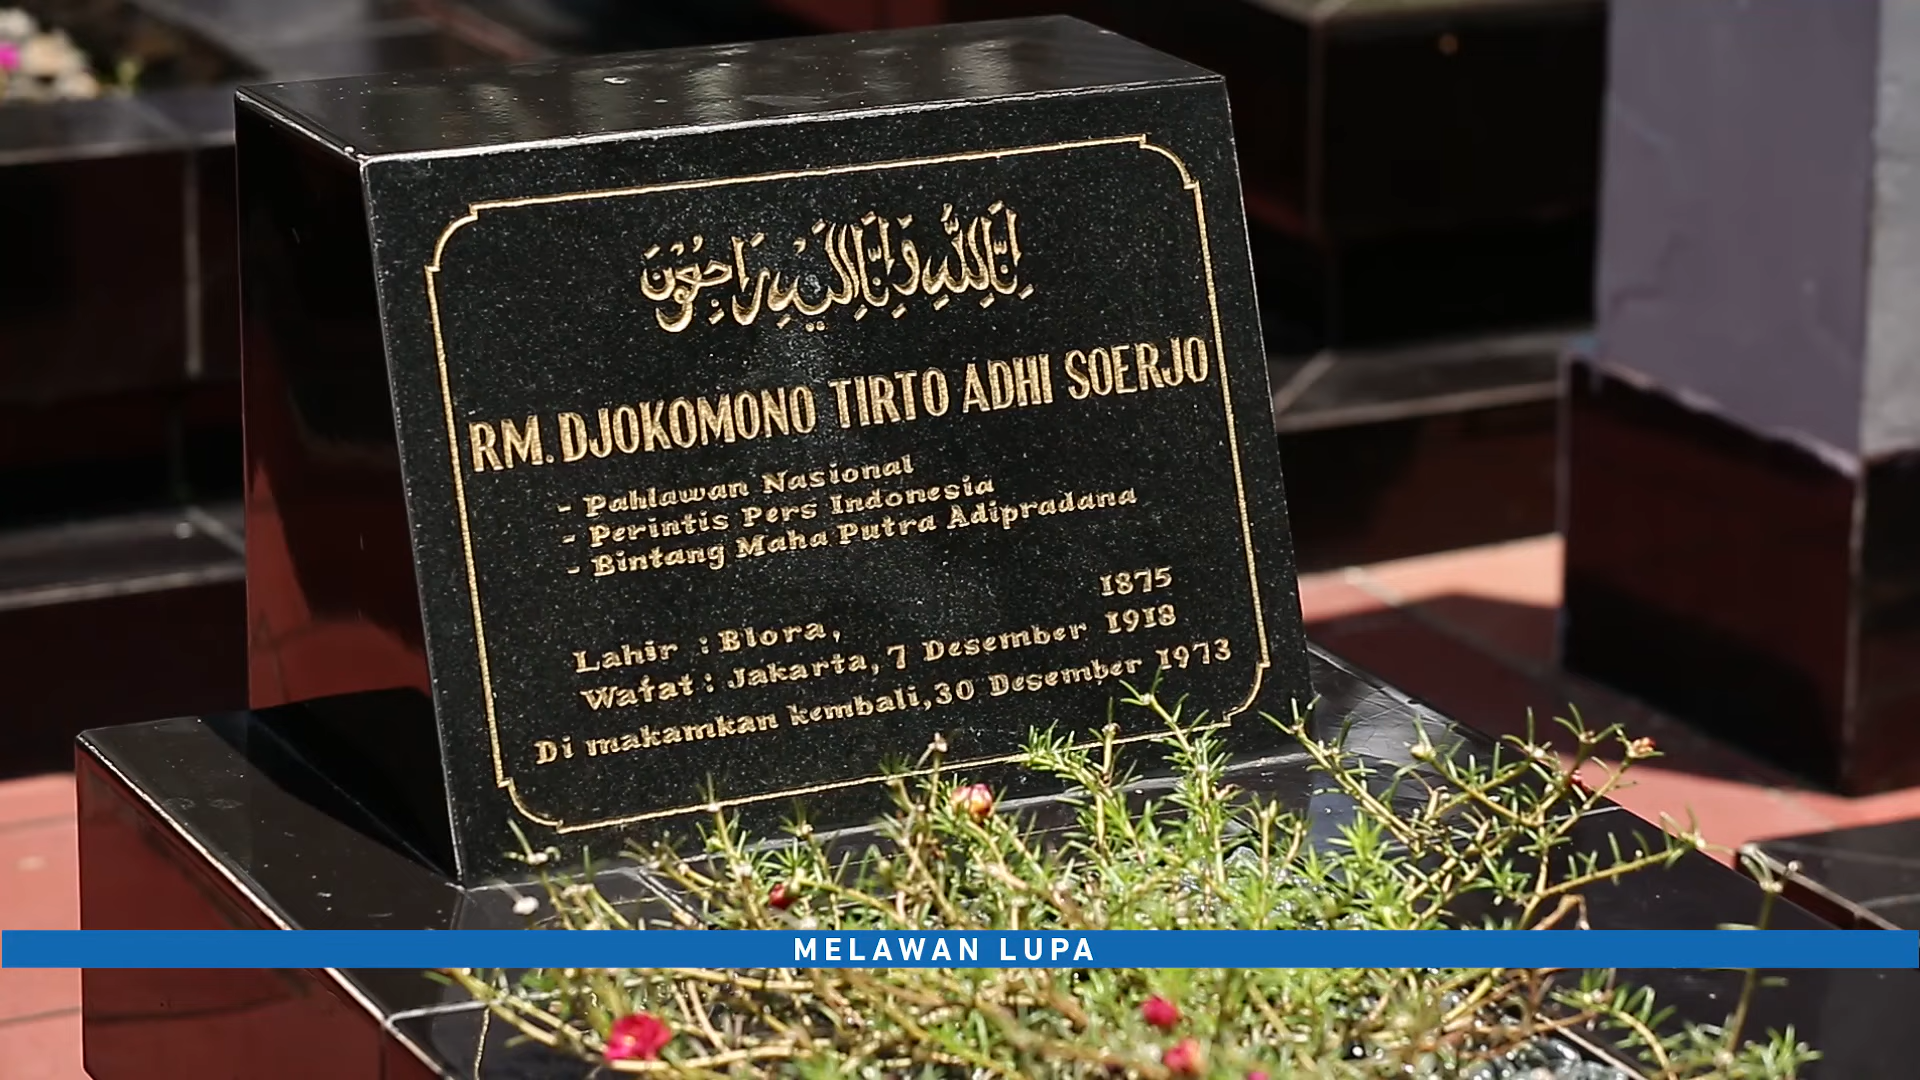 إِنَّا لِلَّٰهِ وَإِنَّا إِلَيْهِ رَاجِعُوْنَ
RM. DJOKOMONO TIRTO ADHI SOERJO
- Pahlawan Nasional
- Perintis Pers Indonesia
- Bintang Maha Putra Adipradana
Lahir : Blora, 1875
Wafat : Jakarta, 7 Desember 1918
Di makamkan kembali, 30 Desember 1973
MELAWAN LUPA